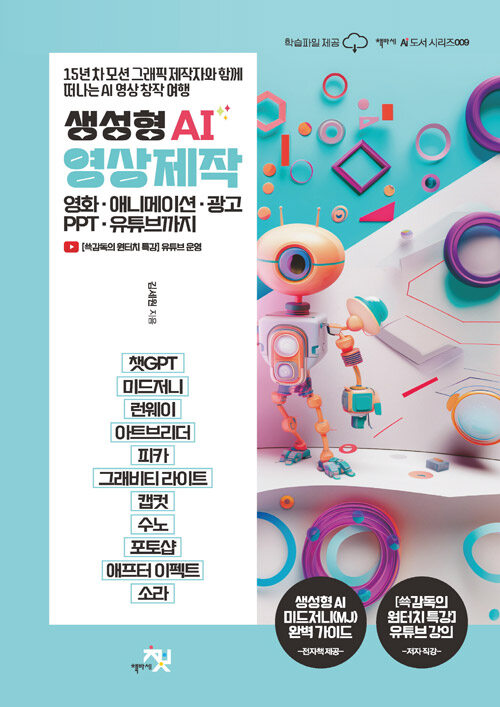 학습파일 제공
책바세 Ai 도서 시리즈009
15년 차 모션 그래픽 제작자와 함께
떠나는 AI 영상 창작 여행
생성형 AI
영상제작
영화 · 애니메이션 · 광고
PPT · 유튜브까지
[쓱감독의 원터치 특강] 유튜브 운영
김세원 지음
챗GPT
미드저니
런웨이
아트브리더
피카
그래비티 라이트
캡컷
수노
포토샵
애프터 이펙트
소라
생성형 AI
미드저니(MJ)
완벽 가이드
-전자책 제공-
[쓱감독의
원터치 특강]
유튜브 강의
-저자 직강-
책바세